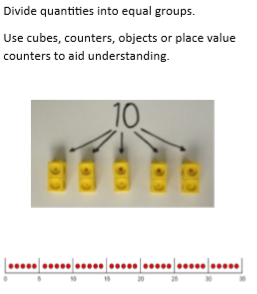 Divide quantities into equal groups.
Use cubes, counters, objects or place value
counters to aid understanding.
10
0 5 10 15 20 25 30 35